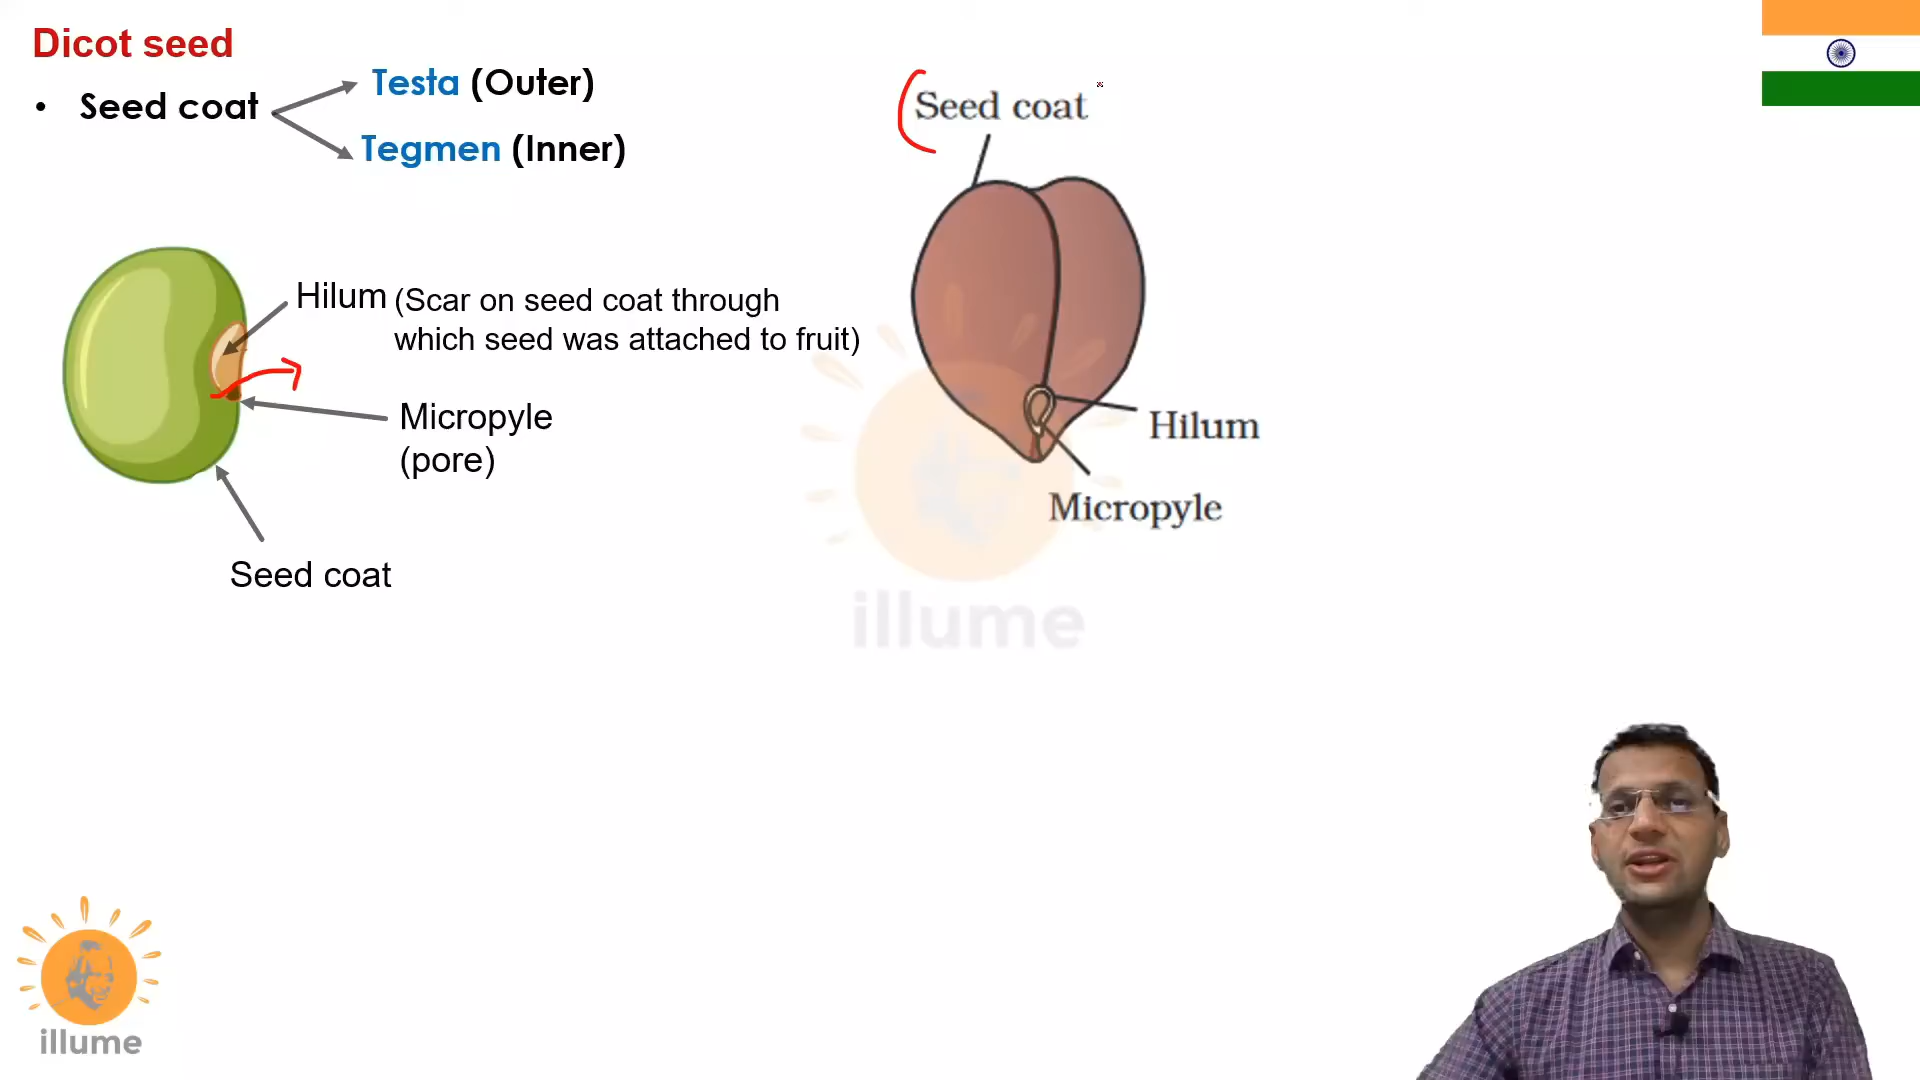 Dicot seed
• Seed coat
Testa (Outer)
Tegmen (Inner)
Hilum (Scar on seed coat through
which seed was attached to fruit)
Micropyle
(pore)
Seed coat
Seed coat
Hilum
Micropyle
illume
illume